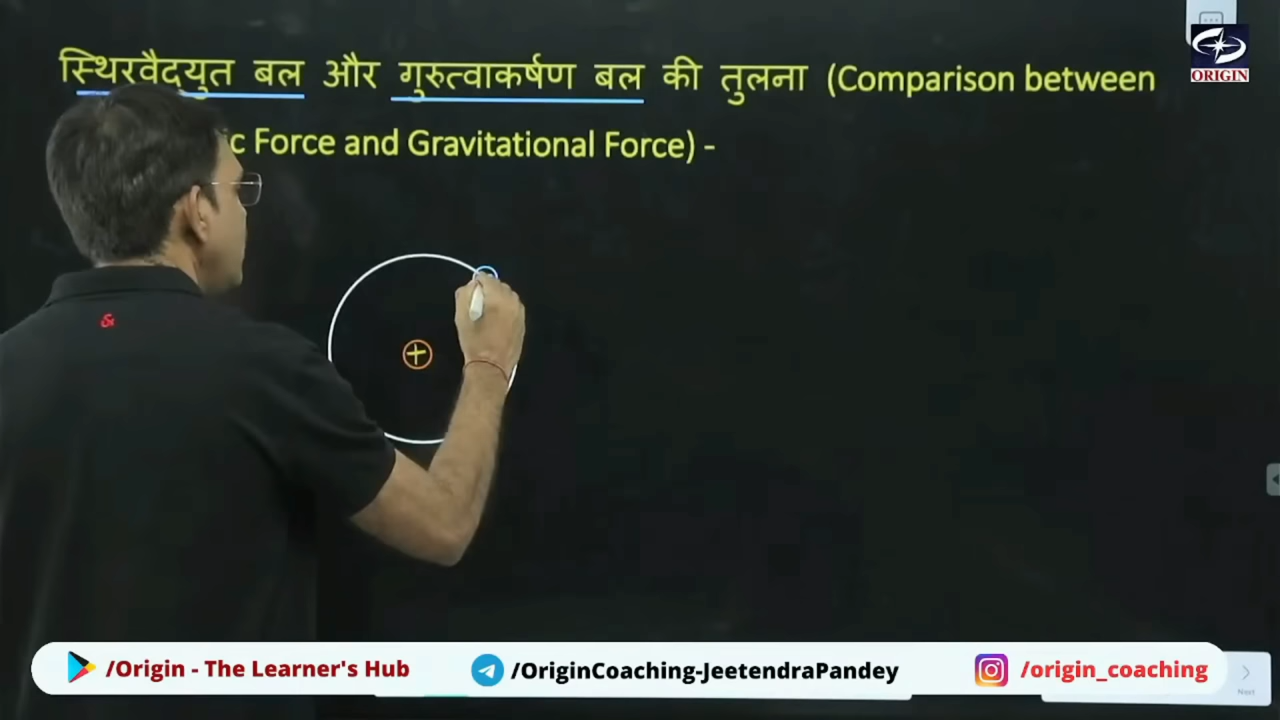 स्थिरवैद्युत बल और गुरुत्वाकर्षण बल की तुलना (Comparison between
Force and Gravitational Force) -
ORIGIN
+
/Origin - The Learner's Hub
/OriginCoaching-JeetendraPandey
/origin_coaching
Next